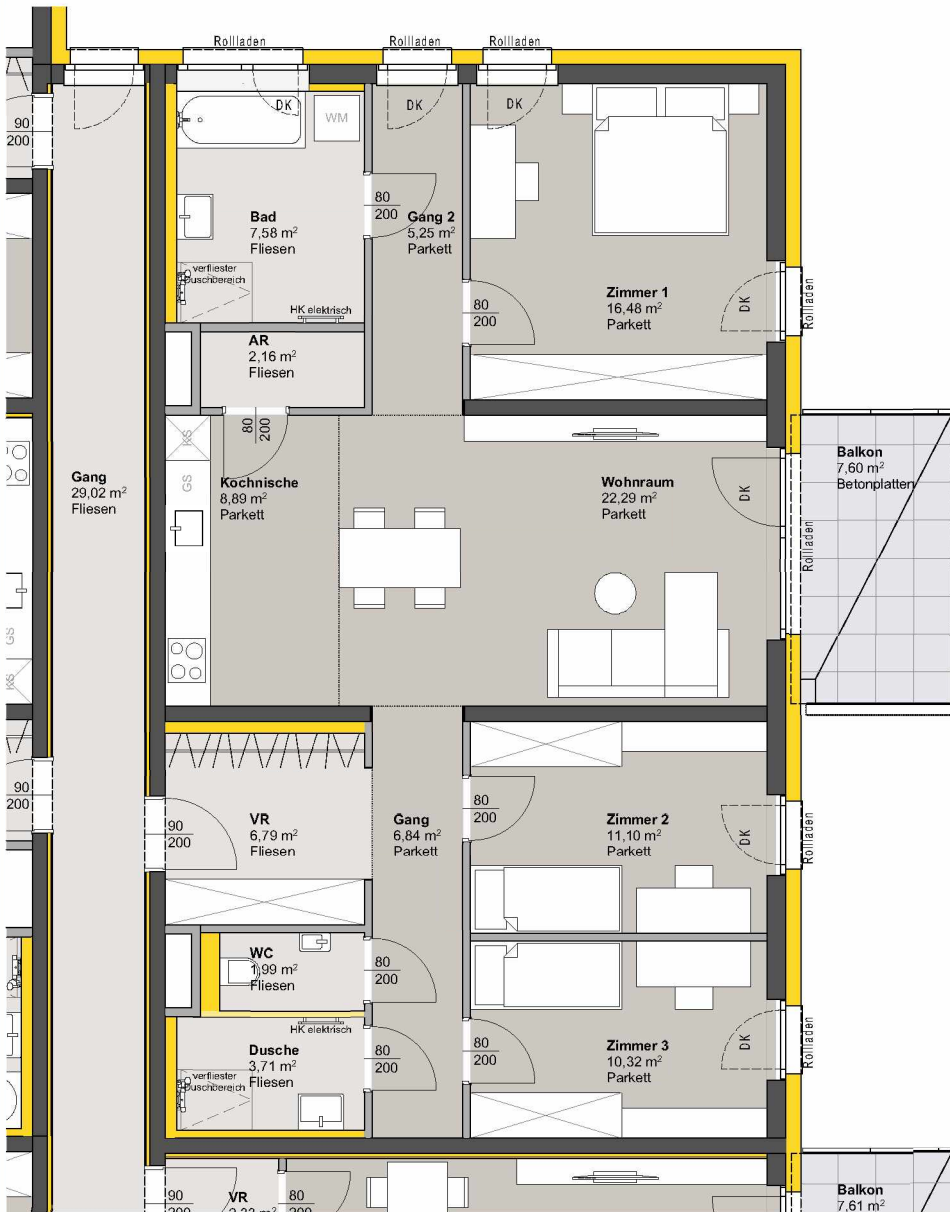 Rollladen
Rollladen
Rollladen
DK
DK
DK
WM
90
200
80
200
Bad
7,58 m²
Fliesen
Gang 2
5,25 m²
Parkett
verfliester
Duschbereich
HK elektrisch
80
200
Zimmer 1
16,48 m²
Parkett
DK
Rollladen
AR
2,16 m²
Fliesen
80
200
KS
GS
Gang
29,02 m²
Fliesen
Kochnische
8,89 m²
Parkett
Wohnraum
22,29 m²
Parkett
DK
Rollladen
Balkon
7,60 m²
Betonplatten
GS
KS
90
200
90
200
VR
6,79 m²
Fliesen
Gang
6,84 m²
Parkett
80
200
Zimmer 2
11,10 m²
Parkett
DK
Rollladen
WC
1,99 m²
Fliesen
80
200
HK elektrisch
Dusche
3,71 m²
Fliesen
verfliester
Duschbereich
80
200
80
200
Zimmer 3
10,32 m²
Parkett
DK
Rollladen
90
200
VR
2,33 m²
80
200
Balkon
7,61 m²